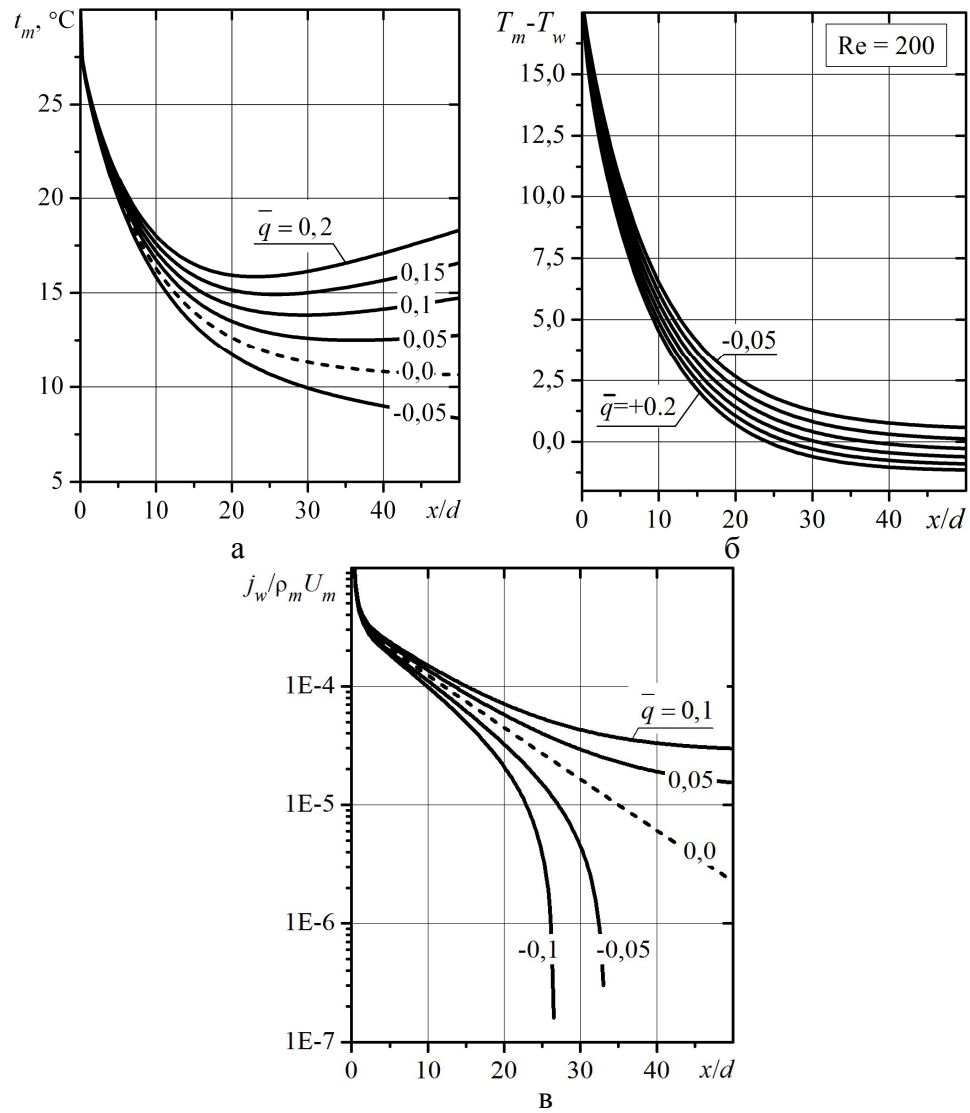 t_m, °C
25
20
15
10
5
0 10 20 30 40 x/d
q̅ = 0,2
0,15
0,1
0,05
0,0
-0,05
а
T_m-T_w
Re = 200
15,0
12,5
10,0
7,5
5,0
2,5
0,0
0 10 20 30 40 x/d
-0,05
q̅=+0.2
б
j_w/ρ_m U_m
1E-4
1E-5
1E-6
1E-7
0 10 20 30 40 x/d
q̅ = 0,1
0,05
0,0
-0,1
-0,05
в